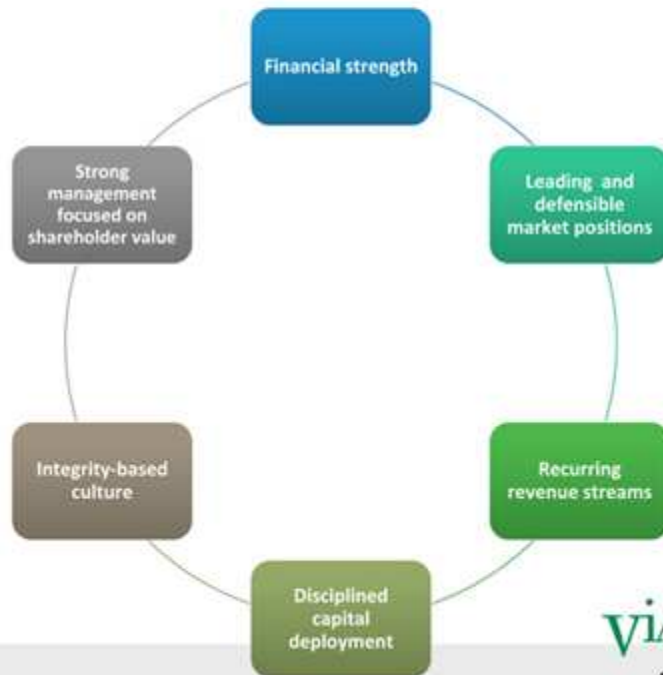 Financial strength
Leading and
defensible
market positions
Recurring
revenue streams
Disciplined
capital
deployment
Integrity-based
culture
Strong
management
focused on
shareholder value